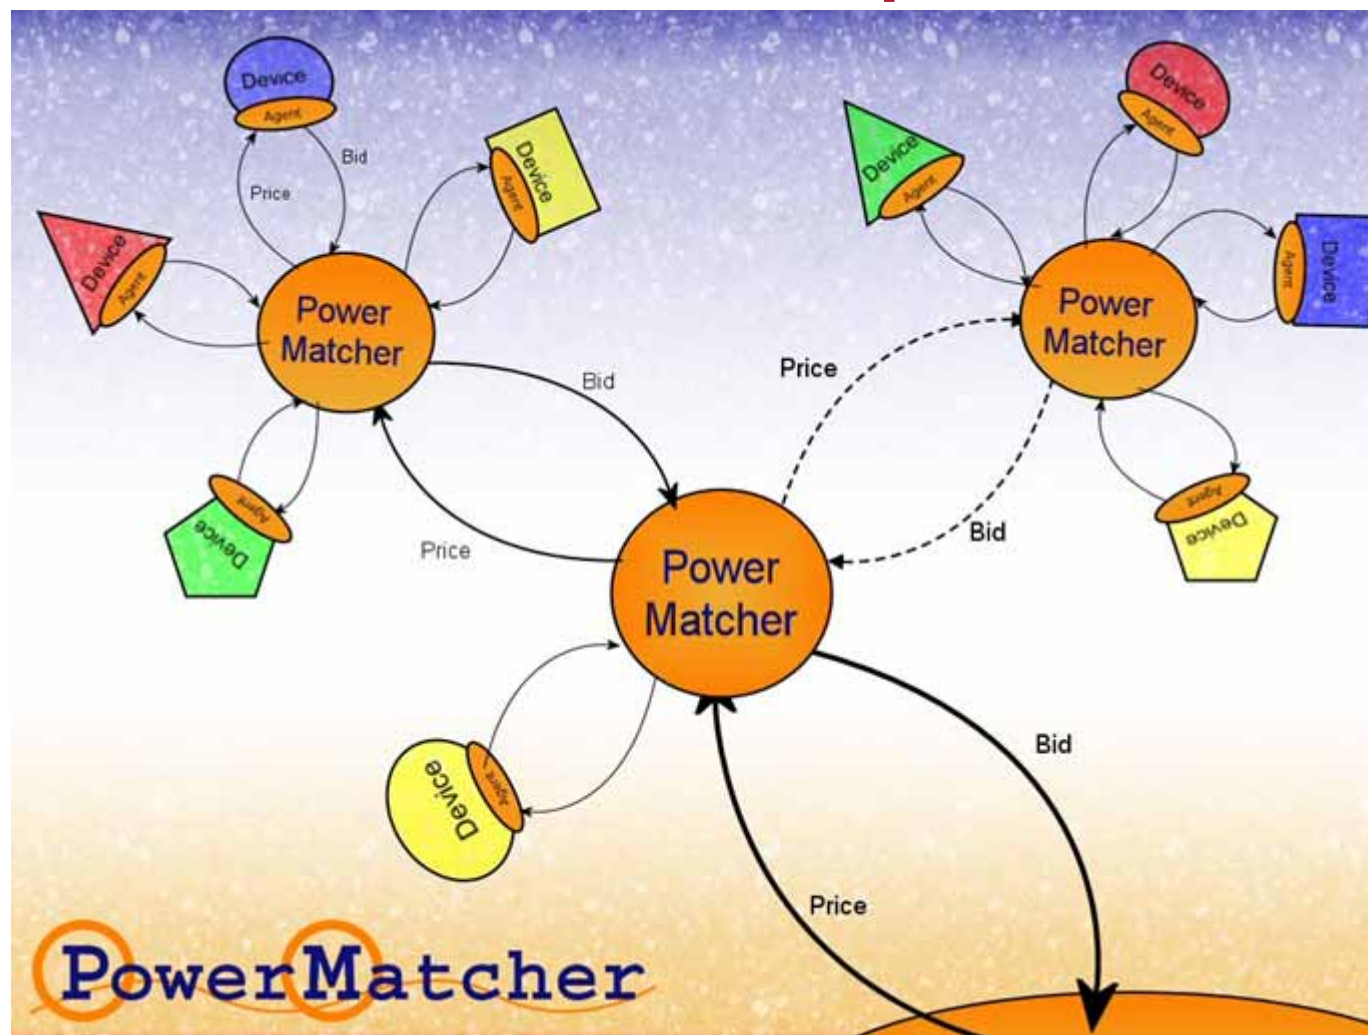 Device
Agent
Bid
Price
Device
Agent
Device
Agent
Power
Matcher
Device
Agent
Device
Agent
Device
Agent
Device
Agent
Power
Matcher
Agent
Device
Bid
Price
Price
Bid
Power
Matcher
Agent
Device
Bid
Price
PowerMatcher